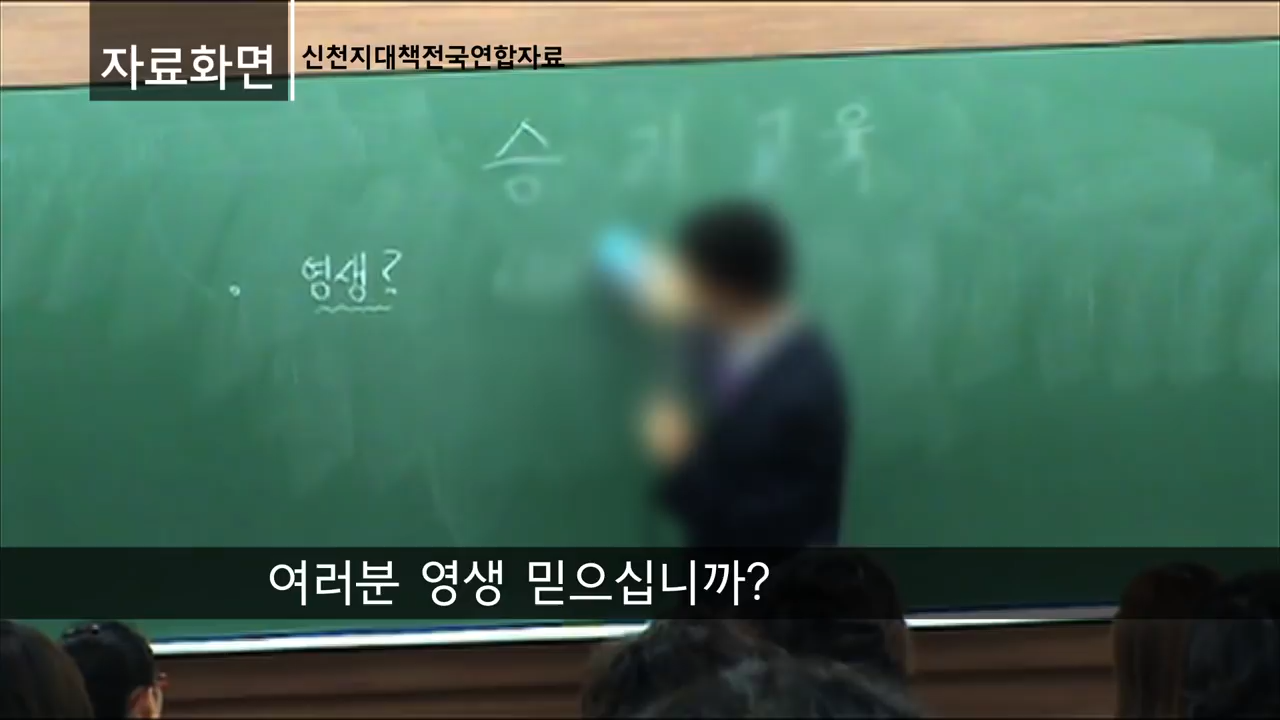 자료화면
신천지대책전국연합자료
영생?
여러분 영생 믿으십니까?